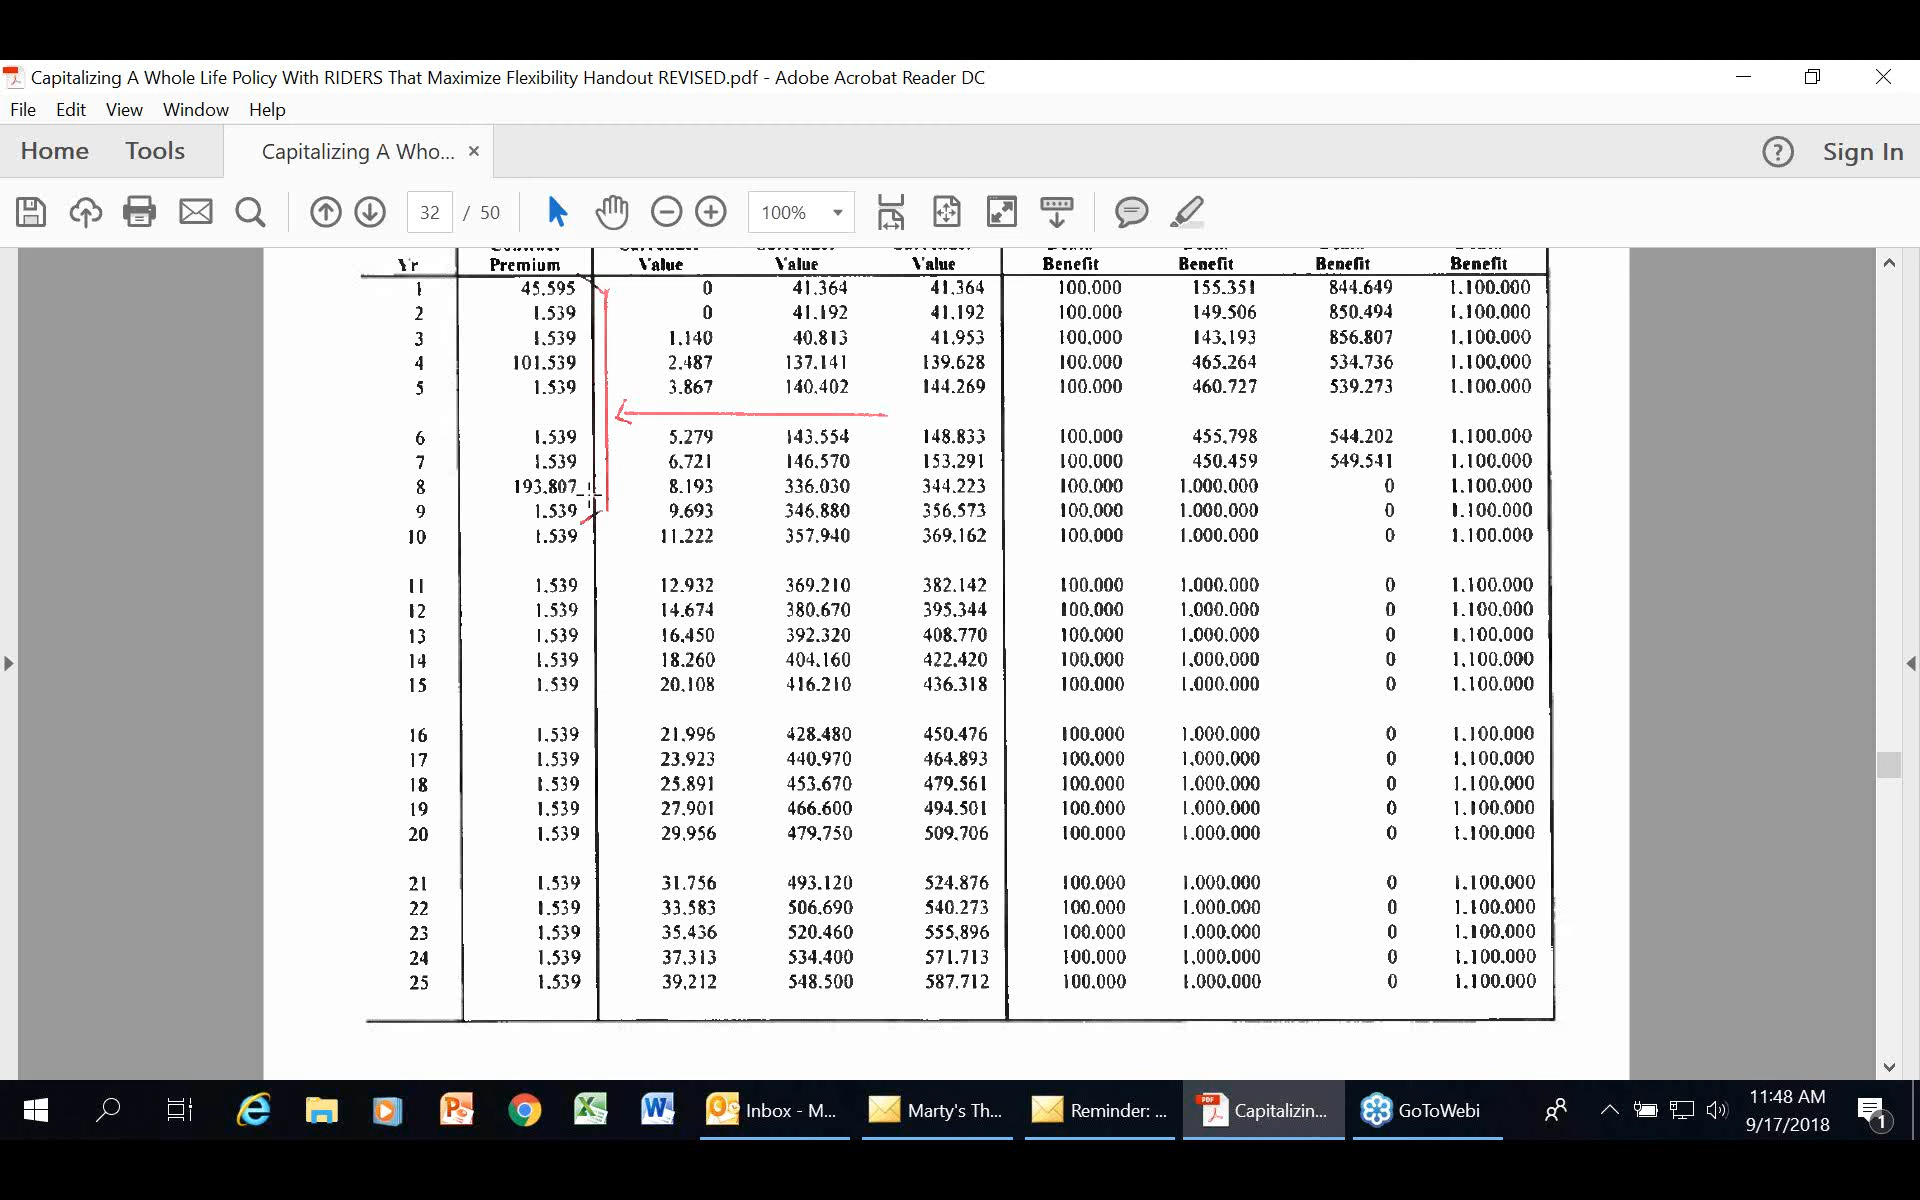 Capitalizing A Whole Life Policy With RIDERS That Maximize Flexibility Handout REVISED.pdf - Adobe Acrobat Reader DC
File Edit View Window Help
Home Tools Capitalizing A Who... × ? Sign In
32 / 50 100%
Yr Premium Value Value Value Benefit Benefit Benefit Benefit
1 45.595 0 41.364 41.364 100.000 155.351 844.649 1.100.000
2 1.539 0 41.192 41.192 100.000 149.506 850.494 1.100.000
3 1.539 1.140 40.813 41.953 100.000 143.193 856.807 1.100.000
4 101.539 2.487 137.141 139.628 100.000 465.264 534.736 1.100.000
5 1.539 3.867 140.402 144.269 100.000 460.727 539.273 1.100.000
6 1.539 5.279 143.554 148.833 100.000 455.798 544.202 1.100.000
7 1.539 6.721 146.570 153.291 100.000 450.459 549.541 1.100.000
8 193.807 8.193 336.030 344.223 100.000 1.000.000 0 1.100.000
9 1.539 9.693 346.880 356.573 100.000 1.000.000 0 1.100.000
10 1.539 11.222 357.940 369.162 100.000 1.000.000 0 1.100.000
11 1.539 12.932 369.210 382.142 100.000 1.000.000 0 1.100.000
12 1.539 14.674 380.670 395.344 100.000 1.000.000 0 1.100.000
13 1.539 16.450 392.320 408.770 100.000 1.000.000 0 1.100.000
14 1.539 18.260 404.160 422.420 100.000 1.000.000 0 1.100.000
15 1.539 20.108 416.210 436.318 100.000 1.000.000 0 1.100.000
16 1.539 21.996 428.480 450.476 100.000 1.000.000 0 1.100.000
17 1.539 23.923 440.970 464.893 100.000 1.000.000 0 1.100.000
18 1.539 25.891 453.670 479.561 100.000 1.000.000 0 1.100.000
19 1.539 27.901 466.600 494.501 100.000 1.000.000 0 1.100.000
20 1.539 29.956 479.750 509.706 100.000 1.000.000 0 1.100.000
21 1.539 31.756 493.120 524.876 100.000 1.000.000 0 1.100.000
22 1.539 33.583 506.690 540.273 100.000 1.000.000 0 1.100.000
23 1.539 35.436 520.460 555.896 100.000 1.000.000 0 1.100.000
24 1.539 37.313 534.400 571.713 100.000 1.000.000 0 1.100.000
25 1.539 39.212 548.500 587.712 100.000 1.000.000 0 1.100.000
Inbox - M... Marty's Th... Reminder: ... Capitalizin... GoToWebi 11:48 AM
9/17/2018 1